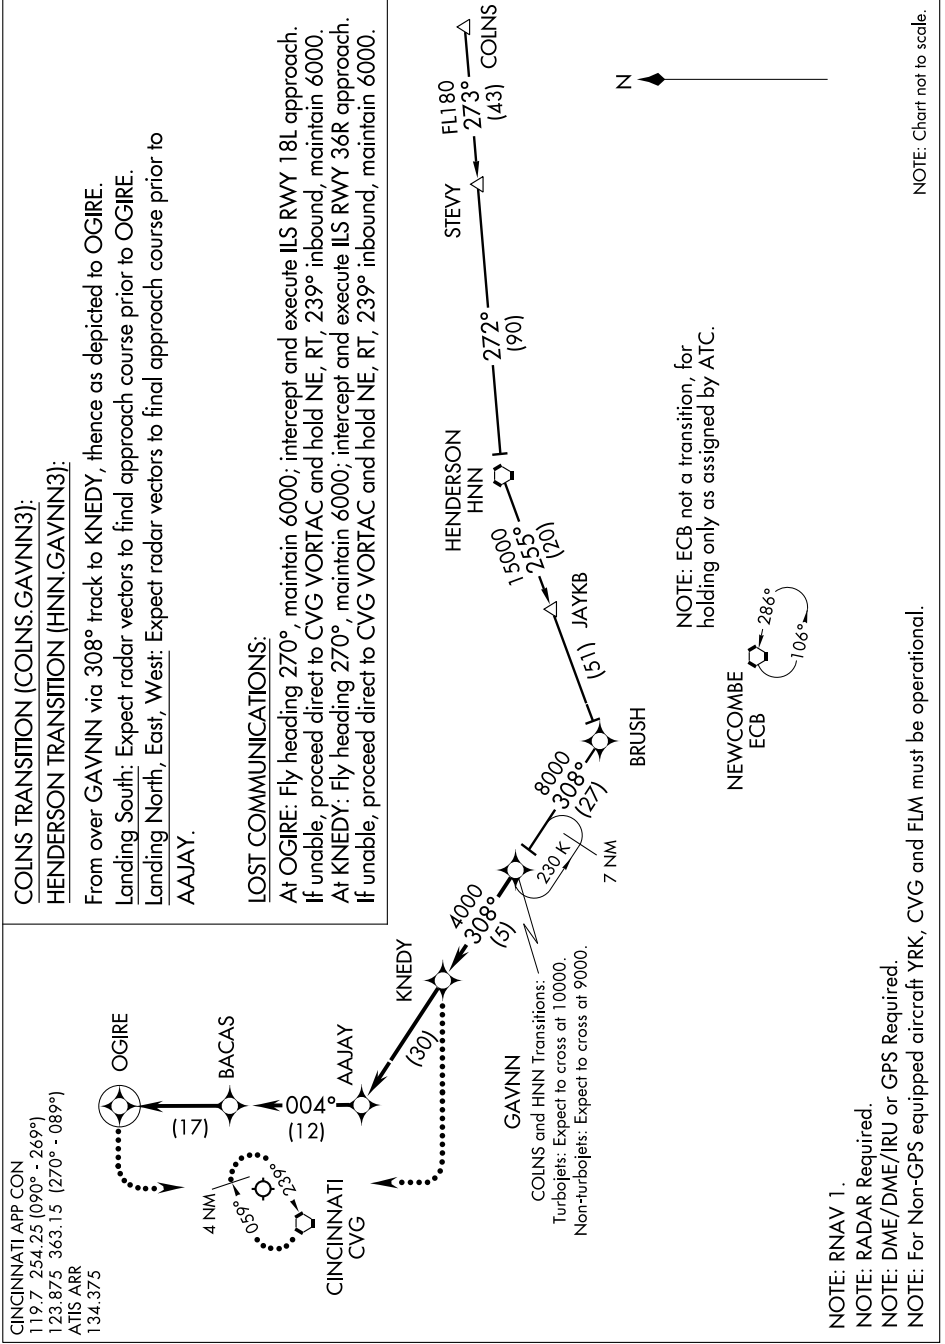 CINCINNATI APP CON
119.7 254.25 (090° - 269°)
123.875 363.15 (270° - 089°)
ATIS ARR
134.375
COLNS TRANSITION (COLNS.GAVNN3):
HENDERSON TRANSITION (HNN.GAVNN3):
From over GAVNN via 308° track to KNEDY, thence as depicted to OGIRE.
Landing South: Expect radar vectors to final approach course prior to OGIRE.
Landing North, East, West: Expect radar vectors to final approach course prior to
AAJAY.
LOST COMMUNICATIONS:
At OGIRE: Fly heading 270°, maintain 6000; intercept and execute ILS RWY 18L approach.
If unable, proceed direct to CVG VORTAC and hold NE, RT, 239° inbound, maintain 6000.
At KNEDY: Fly heading 270°, maintain 6000; intercept and execute ILS RWY 36R approach.
If unable, proceed direct to CVG VORTAC and hold NE, RT, 239° inbound, maintain 6000.
OGIRE
(17)
BACAS
004°
(12)
AAJAY
(30)
KNEDY
4 NM
059°
239°
CINCINNATI
CVG
4000
308°
(5)
GAVNN
COLNS and HNN Transitions:
Turbojets: Expect to cross at 10000.
Non-turbojets: Expect to cross at 9000.
230 K
7 NM
8000
308°
(27)
BRUSH
(51)
JAYKB
15000
255°
(20)
HENDERSON
HNN
272°
(90)
STEVY
FL180
273°
(43)
COLNS
N
NEWCOMBE
ECB
286°
106°
NOTE: ECB not a transition, for
holding only as assigned by ATC.
NOTE: RNAV 1.
NOTE: RADAR Required.
NOTE: DME/DME/IRU or GPS Required.
NOTE: For Non-GPS equipped aircraft YRK, CVG and FLM must be operational.
NOTE: Chart not to scale.